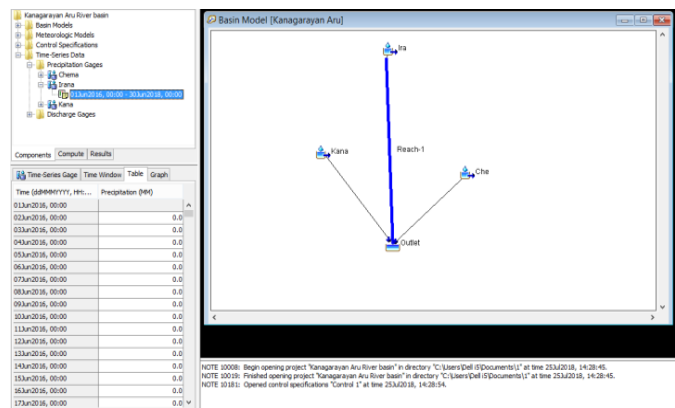 Kanagarayan Aru River basin
Basin Models
Meteorologic Models
Control Specifications
Time-Series Data
Precipitation Gages
Chema
Irana
01Jun2016, 00:00 - 30Jun2018, 00:00
Kana
Discharge Gages
Components Compute Results
Time-Series Gage Time Window Table Graph
Time (ddMMMYYYY, HH:... Precipitation (MM)
01Jun2016, 00:00
02Jun2016, 00:00 0.0
03Jun2016, 00:00 0.0
04Jun2016, 00:00 0.0
05Jun2016, 00:00 0.0
06Jun2016, 00:00 0.0
07Jun2016, 00:00 0.0
08Jun2016, 00:00 0.0
09Jun2016, 00:00 0.0
10Jun2016, 00:00 0.0
11Jun2016, 00:00 0.0
12Jun2016, 00:00 0.0
13Jun2016, 00:00 0.0
14Jun2016, 00:00 0.0
15Jun2016, 00:00 0.0
16Jun2016, 00:00 0.0
17Jun2016, 00:00 0.0
Basin Model [Kanagarayan Aru]
Ira
Kana
Reach-1
Che
Outlet
NOTE 10008: Begin opening project "Kanagarayan Aru River basin" in directory "C:\Users\Dell i5\Documents\1" at time 25Jul2018, 14:28:45.
NOTE 10019: Finished opening project "Kanagarayan Aru River basin" in directory "C:\Users\Dell i5\Documents\1" at time 25Jul2018, 14:28:45.
NOTE 10181: Opened control specifications "Control 1" at time 25Jul2018, 14:28:54.